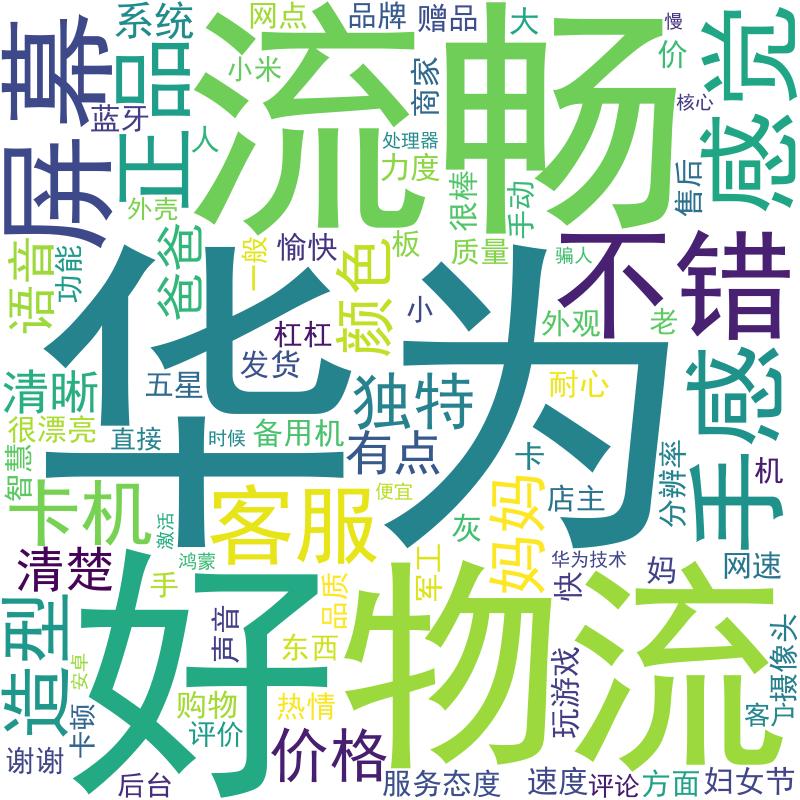 系统
网点
品牌
赠品
大
慢
屏幕
正品
流畅
感觉
小米
商家
价
核心
蓝牙
人
处理器
力度
很棒
手动
售后
外壳
语音
功能
爸爸
一般
愉快
颜色
板
质量
骗人
不错
华为
小
外观
老
杠杠
发货
清晰
五星
独特
耐心
手感
很漂亮
直接
时候
备用机
有点
卡
分辨率
机
智慧
卡机
激活
客服
便宜
妈妈
店主
灰
清楚
鸿蒙
手
品质
军工
华为技术
快
妈
网速
造型
好
声音
东西
物流
玩游戏
摄像头
安卓
卡顿
购物
热情
评价
客户
谢谢
价格
后台
服务态度
速度
评论
方面
妇女节